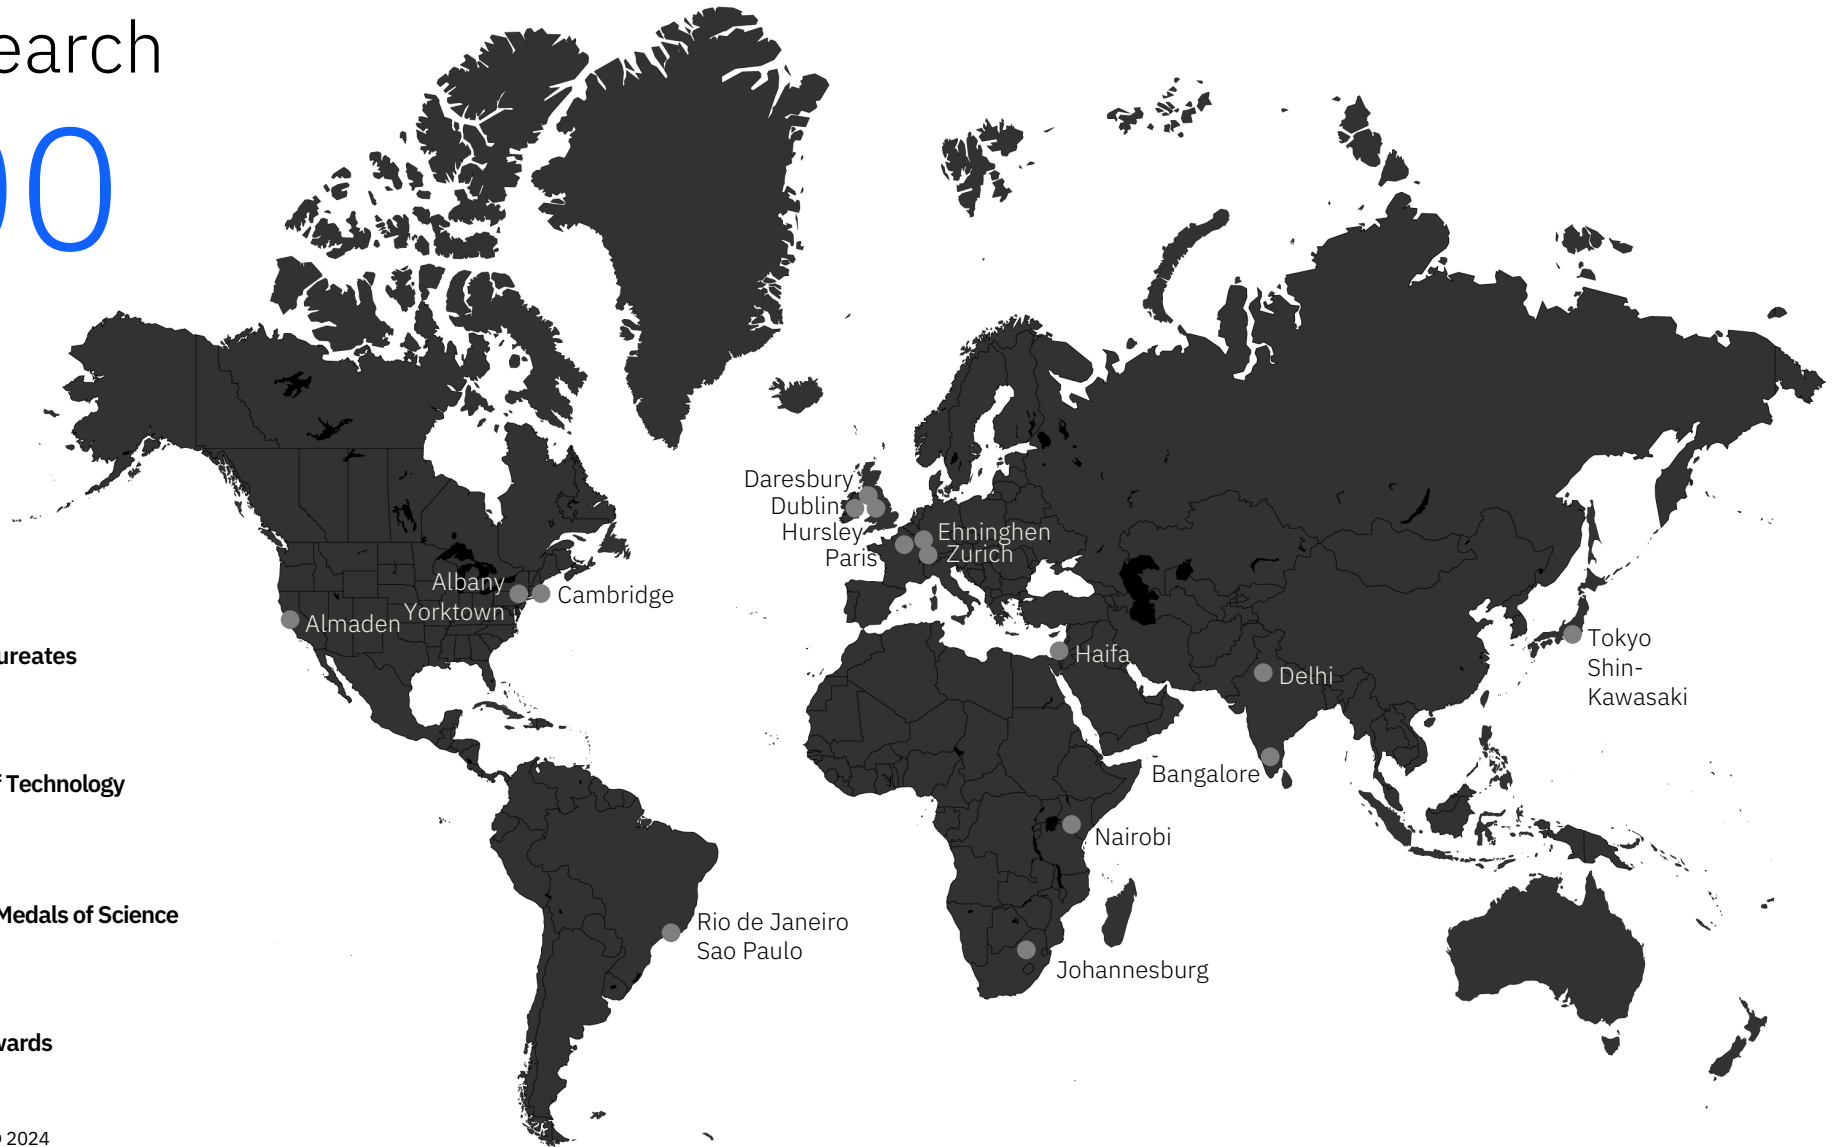 earch
00
ureates
f Technology
Medals of Science
wards
© 2024
Daresbury
Dublin
Hursley
Paris
Ehninghen
Zurich
Albany
Yorktown
Cambridge
Almaden
Haifa
Delhi
Tokyo
Shin-
Kawasaki
Bangalore
Nairobi
Rio de Janeiro
Sao Paulo
Johannesburg